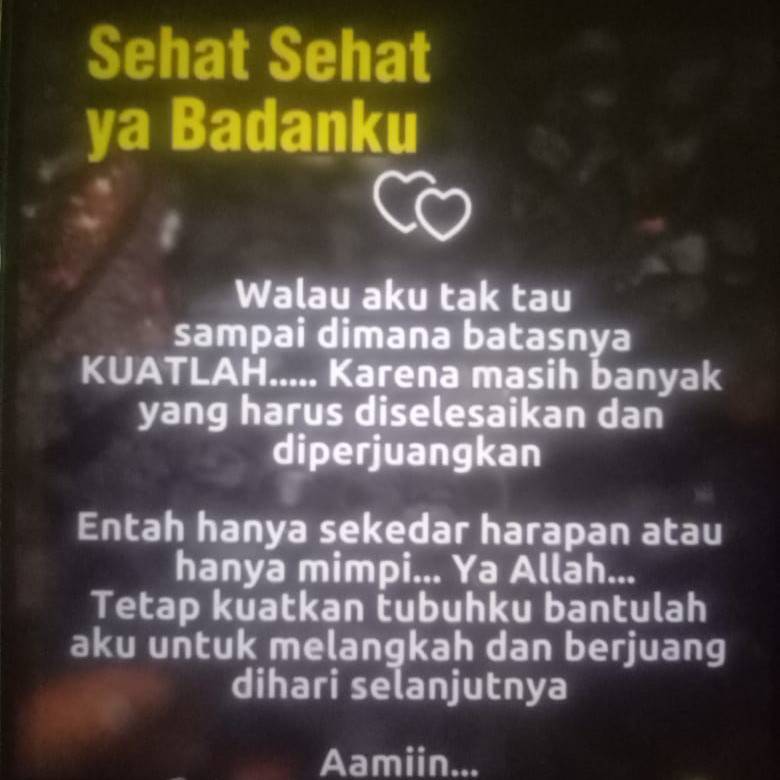 Sehat Sehat
ya Badanku
Walau aku tak tau
sampai dimana batasnya
KUATLAH..... Karena masih banyak
yang harus diselesaikan dan
diperjuangkan
Entah hanya sekedar harapan atau
hanya mimpi... Ya Allah...
Tetap kuatkan tubuhku bantulah
aku untuk melangkah dan berjuang
dihari selanjutnya
Aamiin...